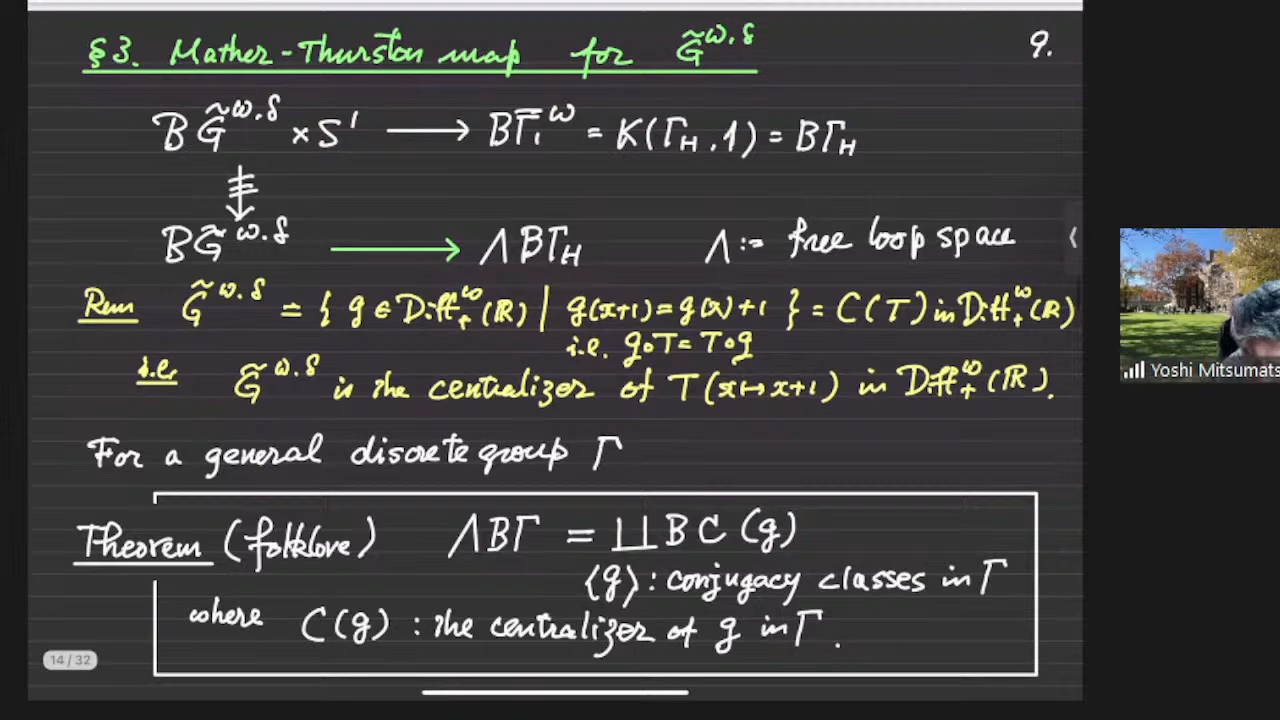 §3. Mather-Thurston map for G̃^ω.δ
9.
BG̃^ω.δ × S¹ ⟶ BΓ̅₁^ω = K(Γ_H, 1) = BΓ_H
BG̃^ω.δ ⟶ ΛBΓ_H Λ := free loop space
Rem G̃^ω.δ = { g ∈ Diff₊^ω(ℝ) | g(x+1) = g(x)+1 } = C(T) in Diff₊^ω(ℝ)
i.e. g∘T = T∘g
i.e. G̃^ω.δ is the centralizer of T(x↦x+1) in Diff₊^ω(ℝ).
For a general discrete group Γ
Theorem (folklore) ΛBΓ = ∐ BC(g)
⟨g⟩ : conjugacy classes in Γ
where C(g) : the centralizer of g in Γ.
14 / 32
Yoshi Mitsumats